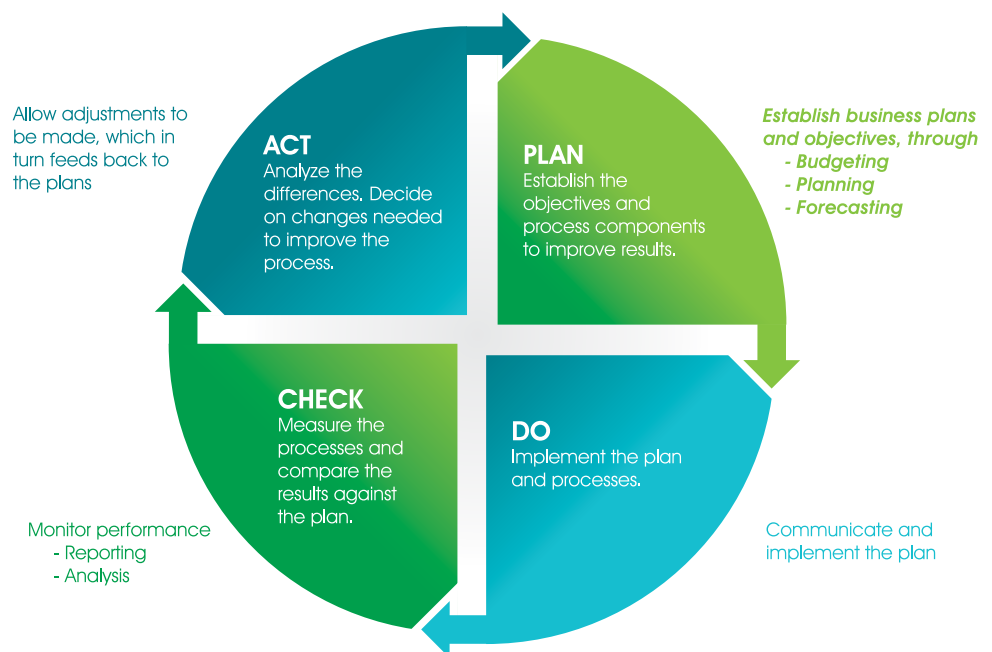 Allow adjustments to
be made, which in
turn feeds back to
the plans
ACT
Analyze the
differences. Decide
on changes needed
to improve the
process.
PLAN
Establish the
objectives and
process components
to improve results.
Establish business plans
and objectives, through
- Budgeting
- Planning
- Forecasting
CHECK
Measure the
processes and
compare the
results against
the plan.
DO
Implement the plan
and processes.
Monitor performance
- Reporting
- Analysis
Communicate and
implement the plan